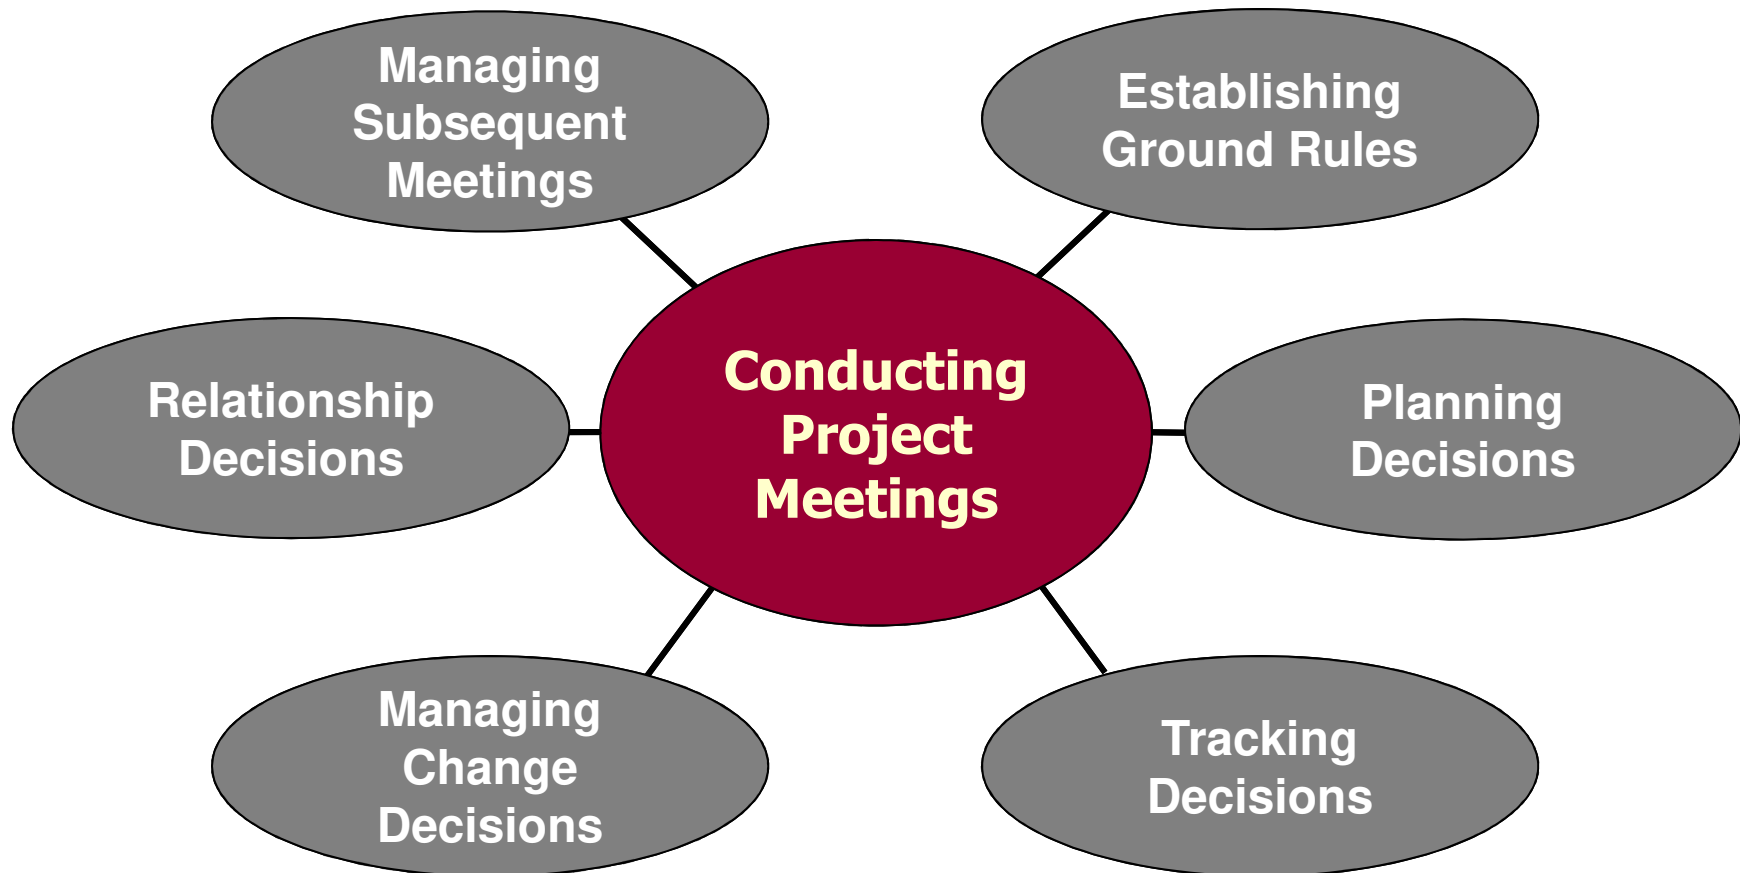 Managing
Subsequent
Meetings
Establishing
Ground Rules
Relationship
Decisions
Conducting
Project
Meetings
Planning
Decisions
Managing
Change
Decisions
Tracking
Decisions